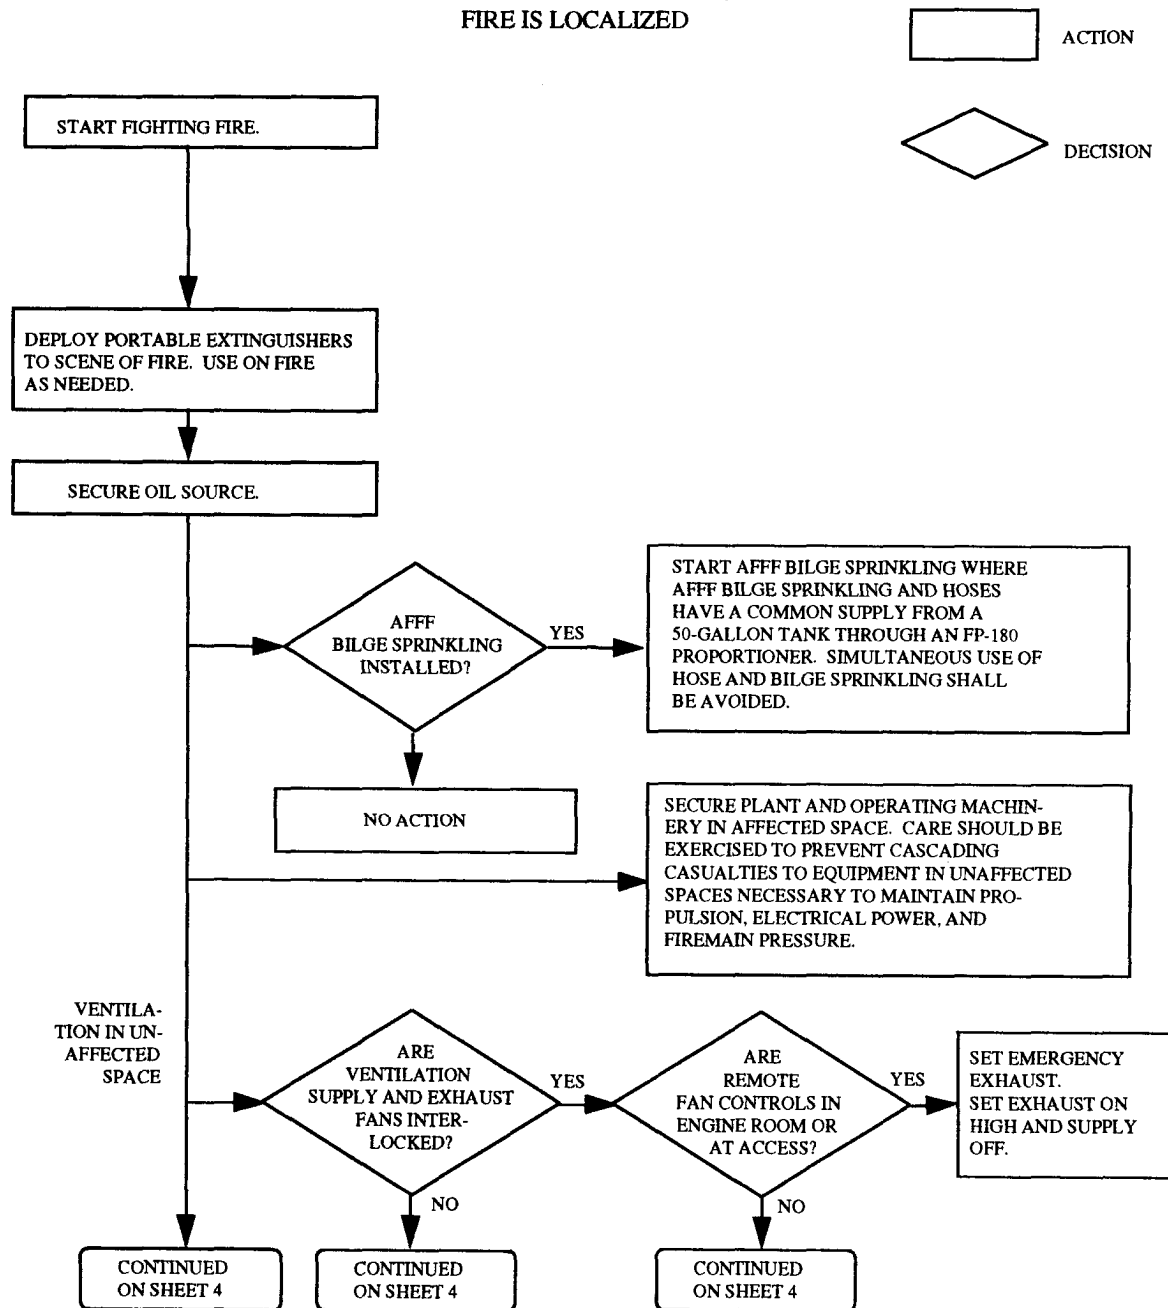 FIRE IS LOCALIZED
ACTION
DECISION
START FIGHTING FIRE.
DEPLOY PORTABLE EXTINGUISHERS
TO SCENE OF FIRE. USE ON FIRE
AS NEEDED.
SECURE OIL SOURCE.
AFFF
BILGE SPRINKLING
INSTALLED?
YES
START AFFF BILGE SPRINKLING WHERE
AFFF BILGE SPRINKLING AND HOSES
HAVE A COMMON SUPPLY FROM A
50-GALLON TANK THROUGH AN FP-180
PROPORTIONER. SIMULTANEOUS USE OF
HOSE AND BILGE SPRINKLING SHALL
BE AVOIDED.
NO ACTION
SECURE PLANT AND OPERATING MACHIN-
ERY IN AFFECTED SPACE. CARE SHOULD BE
EXERCISED TO PREVENT CASCADING
CASUALTIES TO EQUIPMENT IN UNAFFECTED
SPACES NECESSARY TO MAINTAIN PRO-
PULSION, ELECTRICAL POWER, AND
FIREMAIN PRESSURE.
VENTILA-
TION IN UN-
AFFECTED
SPACE
ARE
VENTILATION
SUPPLY AND EXHAUST
FANS INTER-
LOCKED?
YES
ARE
REMOTE
FAN CONTROLS IN
ENGINE ROOM OR
AT ACCESS?
YES
SET EMERGENCY
EXHAUST.
SET EXHAUST ON
HIGH AND SUPPLY
OFF.
NO
NO
CONTINUED
ON SHEET 4
CONTINUED
ON SHEET 4
CONTINUED
ON SHEET 4